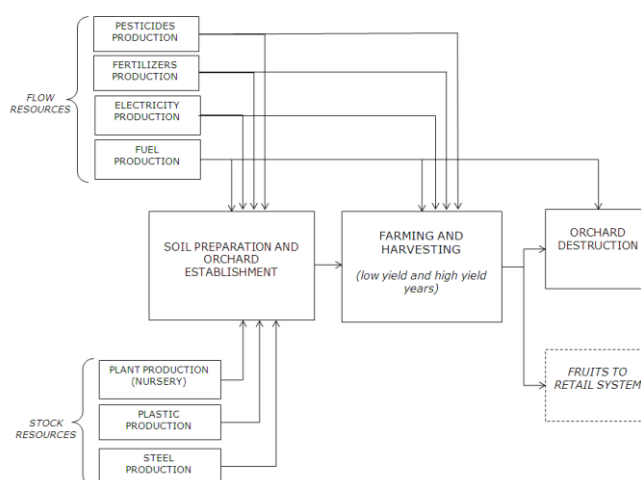 PESTICIDES
PRODUCTION
FERTILIZERS
PRODUCTION
FLOW
RESOURCES
ELECTRICITY
PRODUCTION
FUEL
PRODUCTION
SOIL PREPARATION AND
ORCHARD
ESTABLISHMENT
FARMING AND
HARVESTING
(low yield and high yield
years)
ORCHARD
DESTRUCTION
FRUITS TO
RETAIL SYSTEM
PLANT PRODUCTION
(NURSERY)
STOCK
RESOURCES
PLASTIC
PRODUCTION
STEEL
PRODUCTION